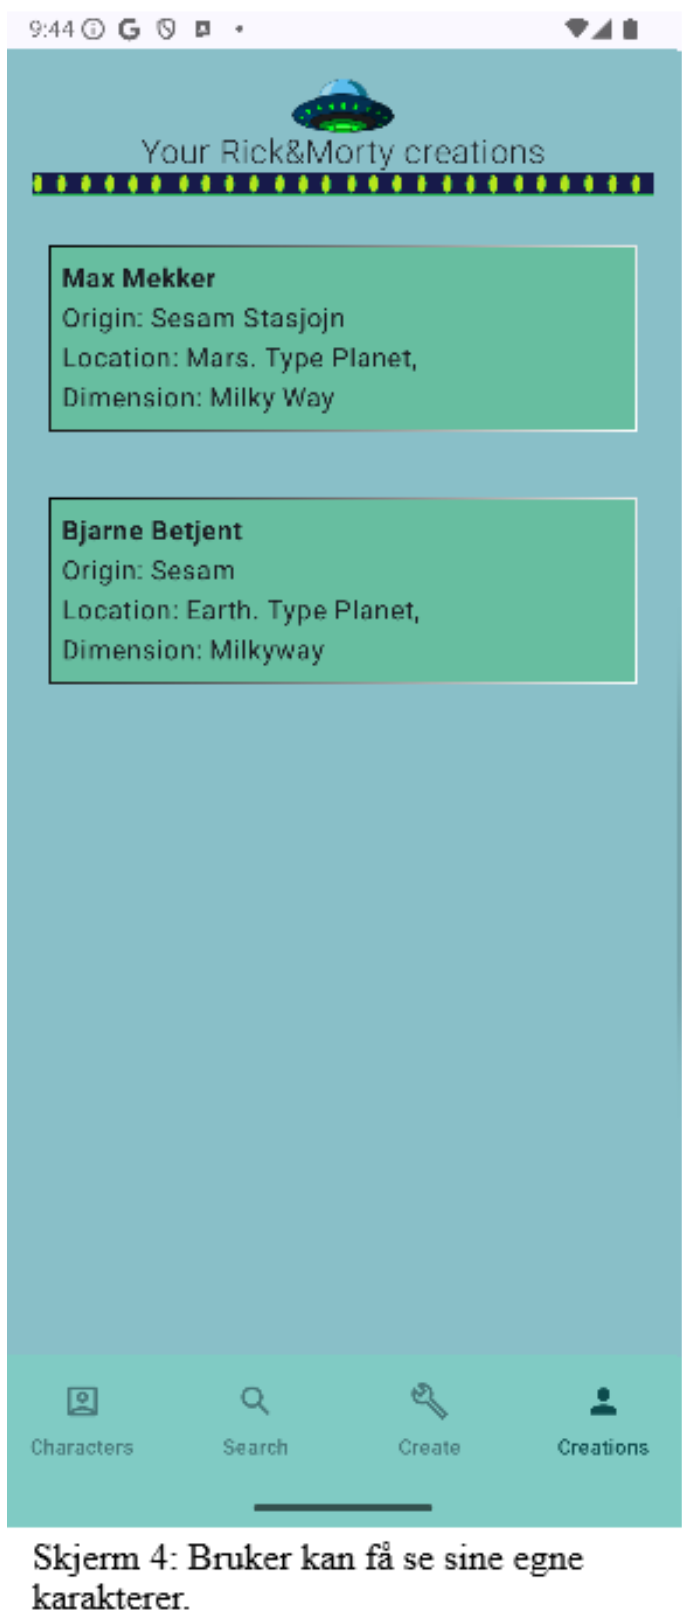 9:44
Your Rick&Morty creations
Max Mekker
Origin: Sesam Stasjojn
Location: Mars. Type Planet,
Dimension: Milky Way
Bjarne Betjent
Origin: Sesam
Location: Earth. Type Planet,
Dimension: Milkyway
Characters Search Create Creations
Skjerm 4: Bruker kan få se sine egne
karakterer.